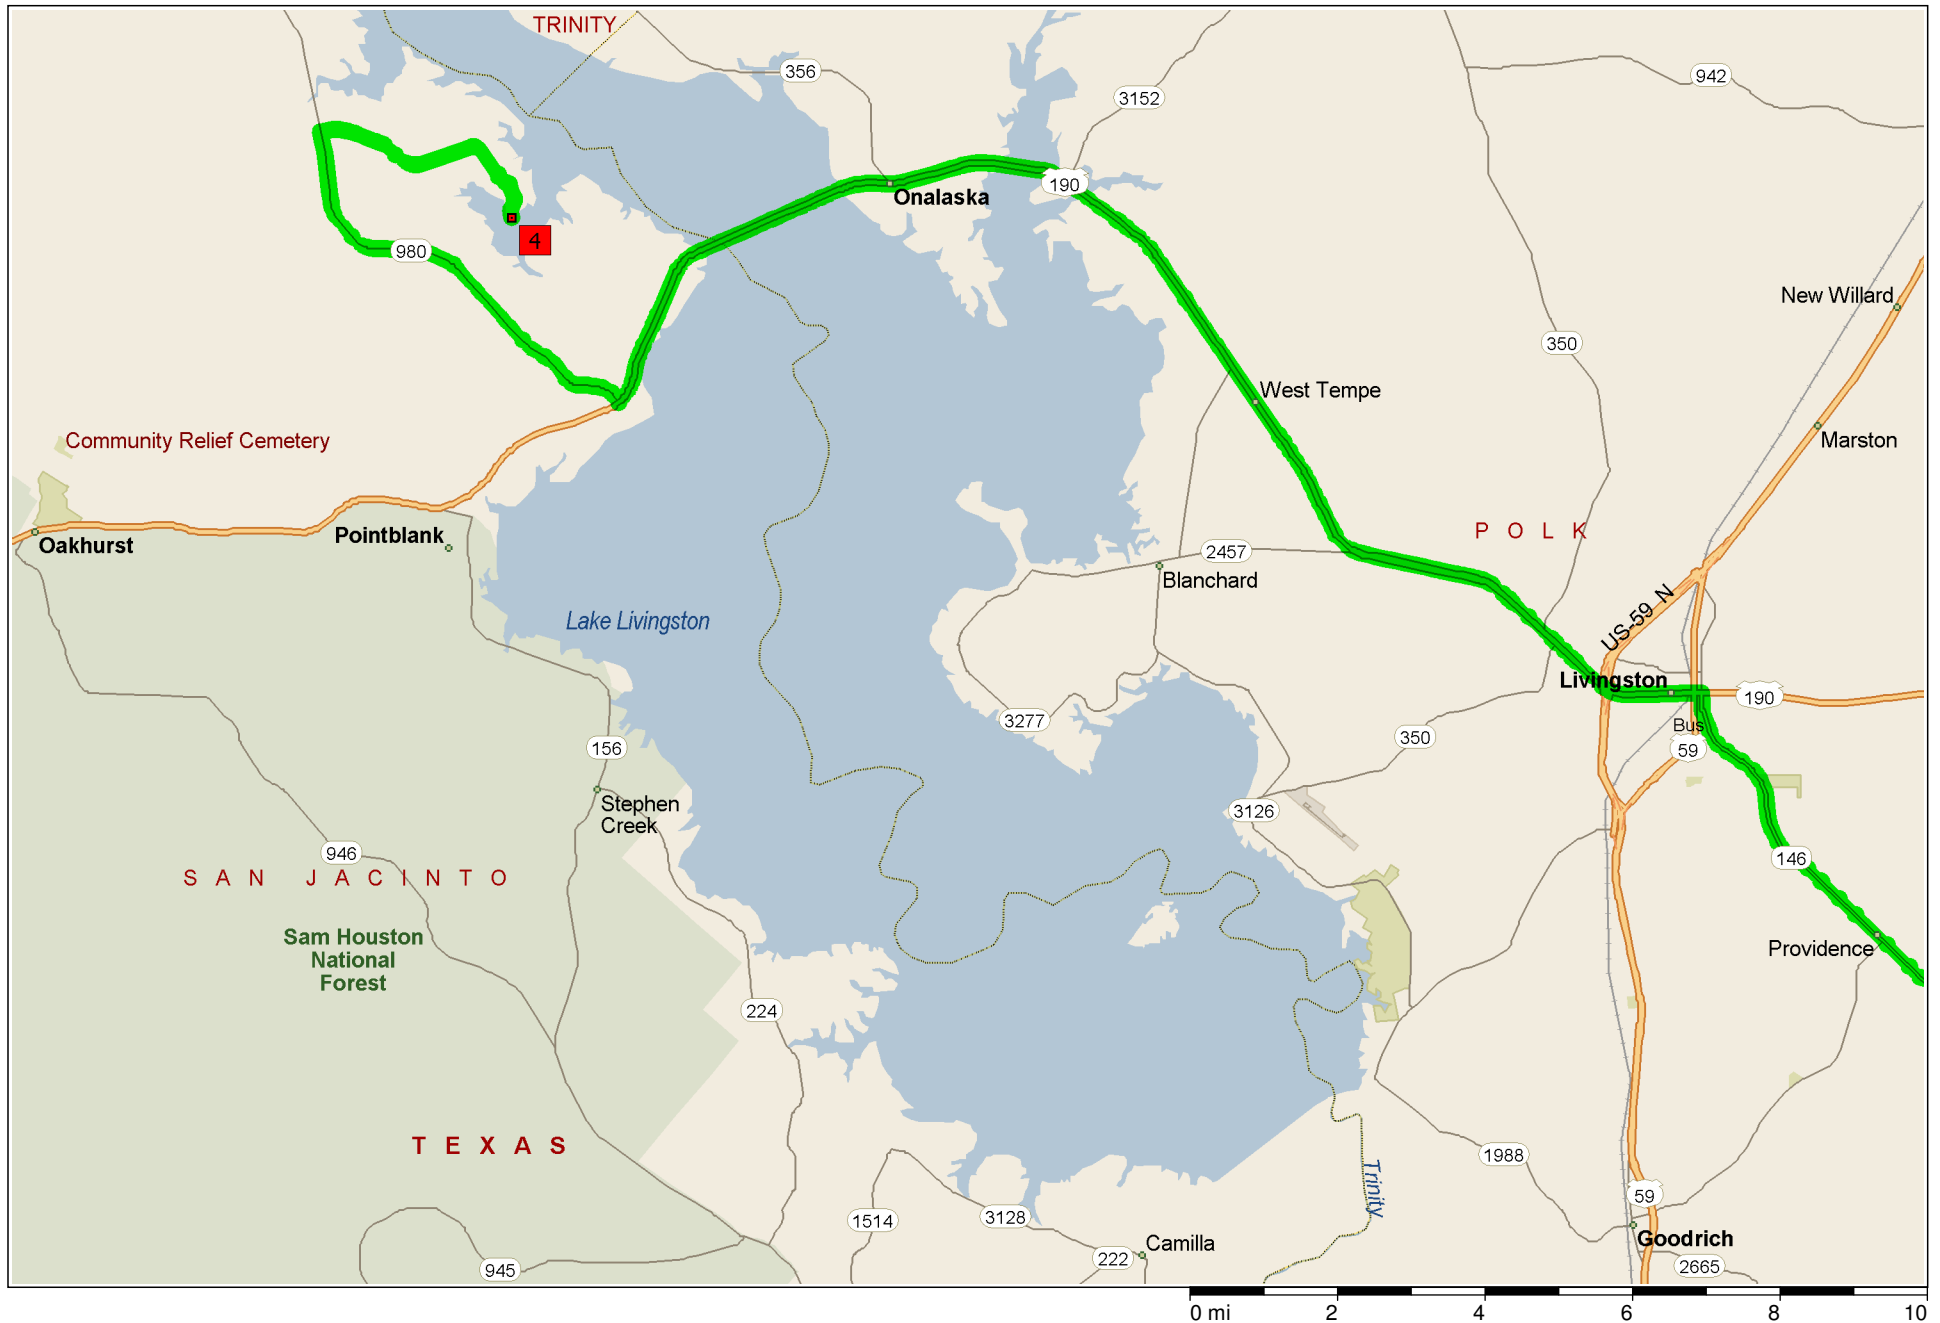 TRINITY
356
942
3152
190
Onalaska
4
980
New Willard
350
West Tempe
Community Relief Cemetery
Marston
Pointblank
Oakhurst
P O L K
2457
Blanchard
US-59 N
Lake Livingston
Livingston
190
3277
Bus
59
350
156
Stephen
Creek
3126
946
146
S A N J A C I N T O
Sam Houston
National
Forest
Providence
224
T E X A S
1988
Trinity
59
1514
3128
Goodrich
Camilla
222
945
2665
0 mi 2 4 6 8 10